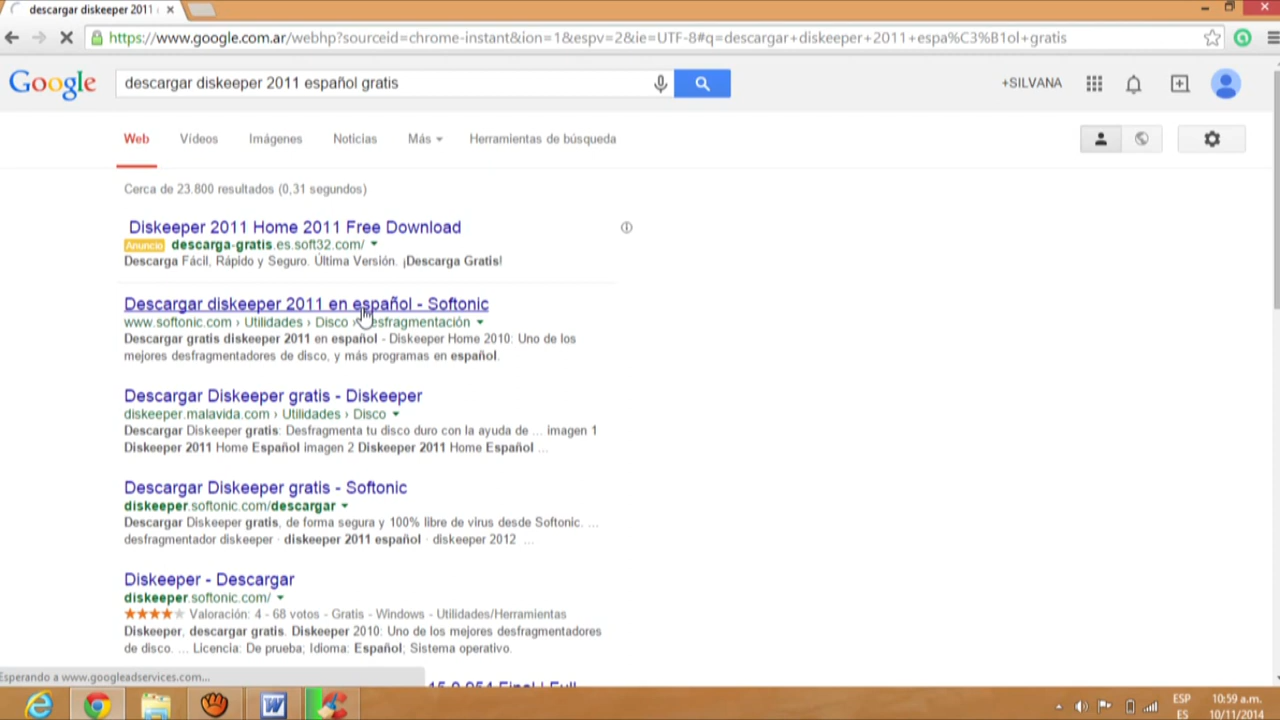 descargar diskeeper 2011
https://www.google.com.ar/webhp?sourceid=chrome-instant&ion=1&espv=2&ie=UTF-8#q=descargar+diskeeper+2011+espa%C3%B1ol+gratis
Google
descargar diskeeper 2011 español gratis
+SILVANA
Web Vídeos Imágenes Noticias Más Herramientas de búsqueda
Cerca de 23.800 resultados (0,31 segundos)
Diskeeper 2011 Home 2011 Free Download
Anuncio descarga-gratis.es.soft32.com/
Descarga Fácil, Rápido y Seguro. Última Versión. ¡Descarga Gratis!
Descargar diskeeper 2011 en español - Softonic
www.softonic.com › Utilidades › Disco › Desfragmentación
Descargar gratis diskeeper 2011 en español - Diskeeper Home 2010: Uno de los
mejores desfragmentadores de disco, y más programas en español.
Descargar Diskeeper gratis - Diskeeper
diskeeper.malavida.com › Utilidades › Disco
Descargar Diskeeper gratis: Desfragmenta tu disco duro con la ayuda de ... imagen 1
Diskeeper 2011 Home Español imagen 2 Diskeeper 2011 Home Español ...
Descargar Diskeeper gratis - Softonic
diskeeper.softonic.com/descargar
Descargar Diskeeper gratis, de forma segura y 100% libre de virus desde Softonic. ...
desfragmentador diskeeper · diskeeper 2011 español · diskeeper 2012 ...
Diskeeper - Descargar
diskeeper.softonic.com/
Valoración: 4 - 68 votos - Gratis - Windows - Utilidades/Herramientas
Diskeeper, descargar gratis. Diskeeper 2010: Uno de los mejores desfragmentadores
de disco. ... Licencia: De prueba; Idioma: Español; Sistema operativo.
Esperando a www.googleadservices.com...
15.0.954 Final | Full
ESP 10:59 a.m.
ES 10/11/2014